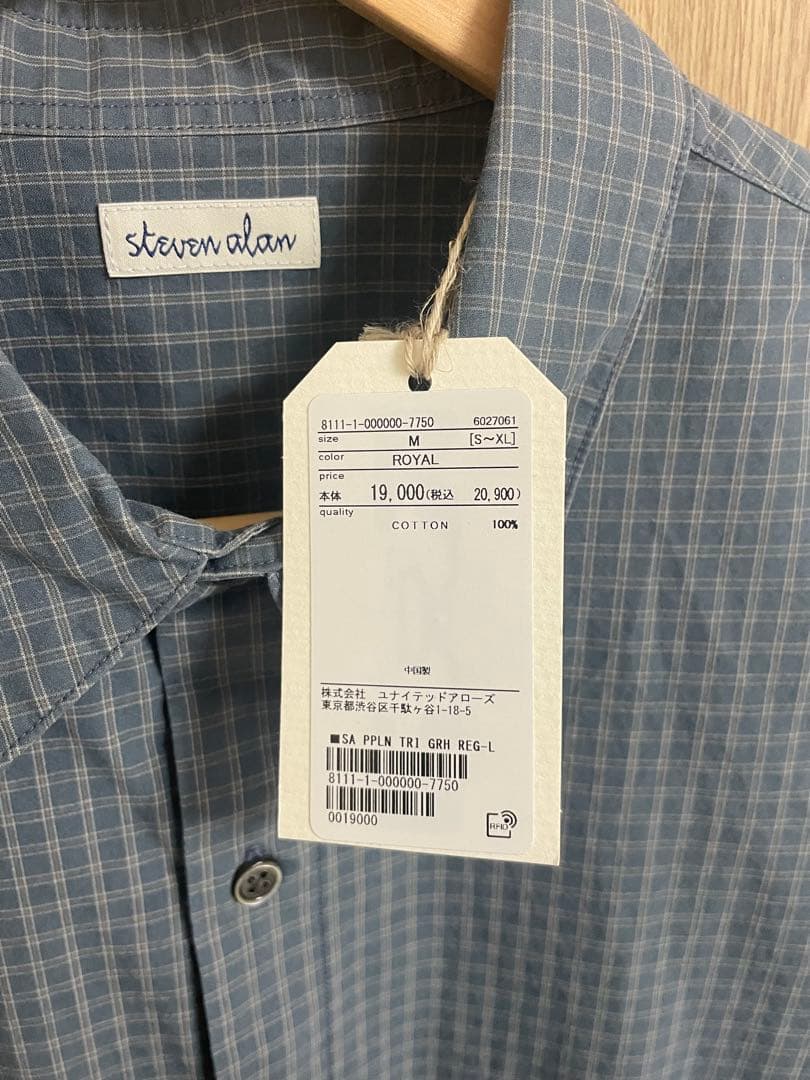 steven alan
8111-1-000000-7750 6027061
size M [S~XL]
color ROYAL
price
本体 19,000(税込 20,900)
quality
COTTON 100%
中国製
株式会社 ユナイテッドアローズ
東京都渋谷区千駄ヶ谷1-18-5
■SA PPLN TRI GRH REG-L
8111-1-000000-7750
0019000
RFID